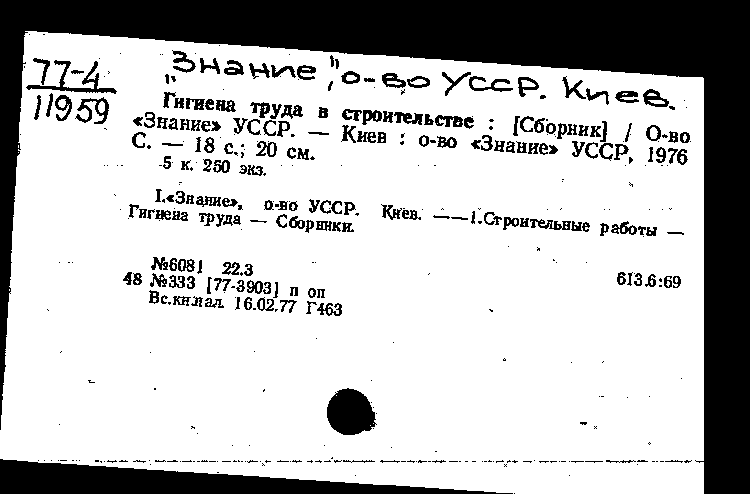 77-4
11959
"Знание", о-во УССР. Киев.
Гигиена труда в строительстве : [Сборник] / О-во
«Знание» УССР. — Киев : о-во «Знание» УССР, 1976
С. — 18 с.; 20 см.
5 к. 250 экз.
I.«Знание», о-во УССР. Киев. ——1.Строительные работы —
Гигиена труда — Сборники.
№6081 22.3
613.6:69
48 №333 [77-3903] п оп
Вс.кн.пал. 16.02.77 Г463